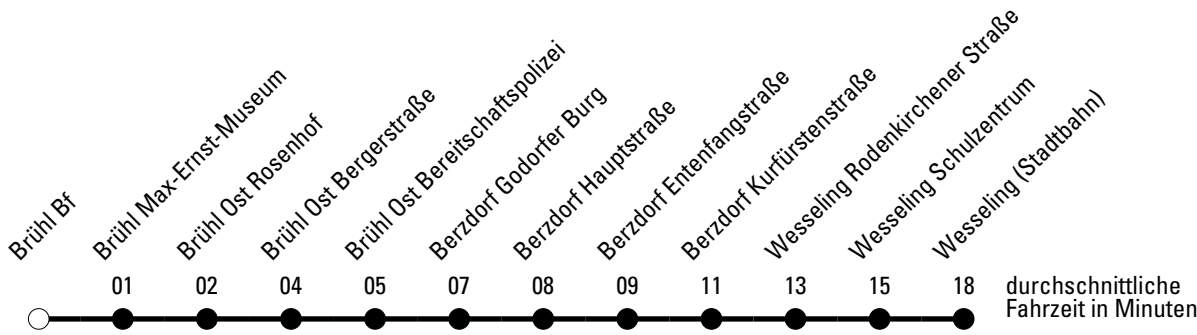 Brühl Bf
Brühl Max-Ernst-Museum
Brühl Ost Rosenhof
Brühl Ost Bergerstraße
Brühl Ost Bereitschaftspolizei
Berzdorf Godorfer Burg
Berzdorf Hauptstraße
Berzdorf Entenfangstraße
Berzdorf Kurfürstenstraße
Wesseling Rodenkirchener Straße
Wesseling Schulzentrum
Wesseling (Stadtbahn)
01 02 04 05 07 08 09 11 13 15 18
durchschnittliche
Fahrzeit in Minuten